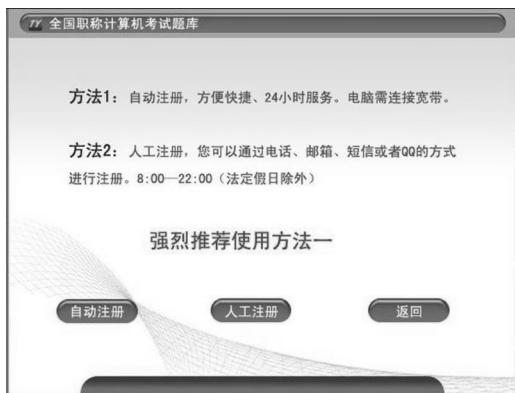 TY 全国职称计算机考试题库
方法1：自动注册，方便快捷、24小时服务。电脑需连接宽带。
方法2：人工注册，您可以通过电话、邮箱、短信或者QQ的方式
进行注册。8:00—22:00（法定假日除外）
强烈推荐使用方法一
自动注册 人工注册 返回